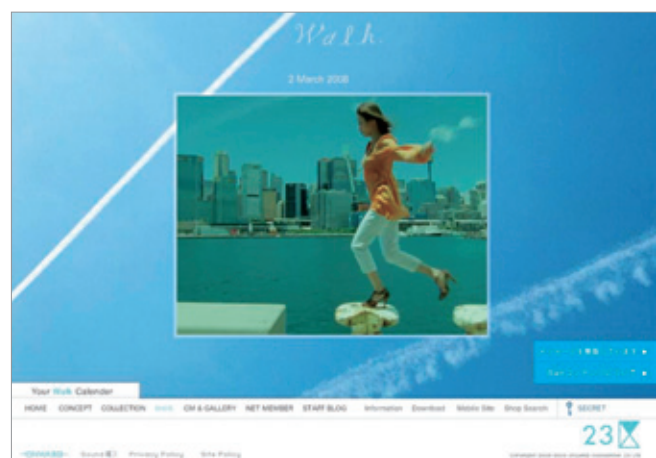 Walk.
2 March 2008
Your Walk Calender
HOME CONCEPT COLLECTION WALK CM & GALLERY NET MEMBER STAFF BLOG Information Download Mobile Site Shop Search SECRET
23
Sound Privacy Policy Site Policy